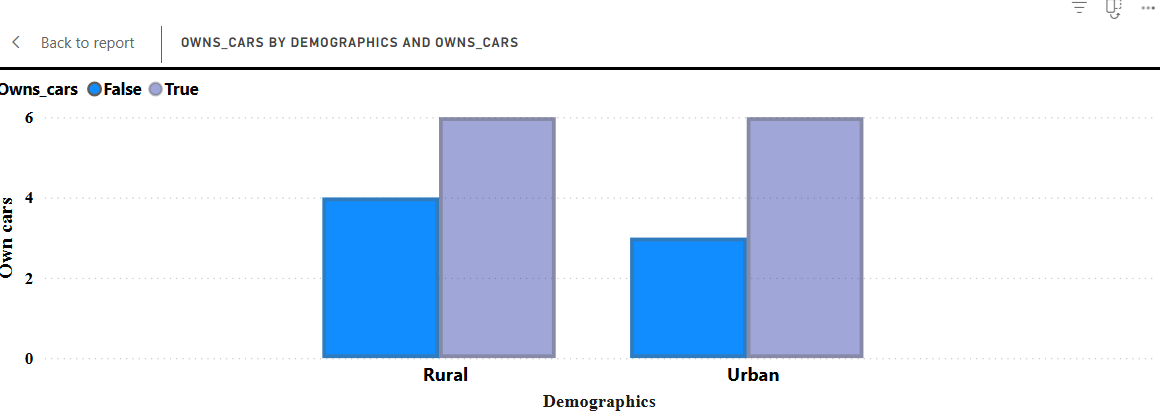 Back to report
OWNS_CARS BY DEMOGRAPHICS AND OWNS_CARS
Owns_cars False True
6
4
2
0
Own cars
Rural Urban
Demographics